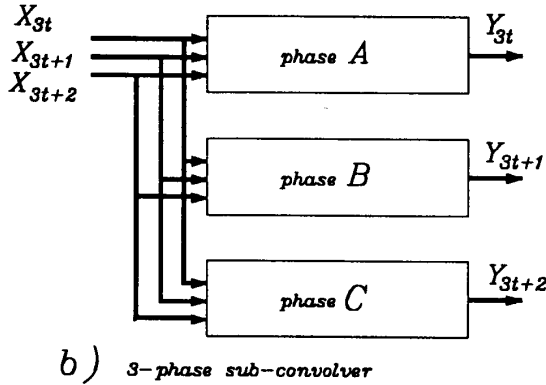 X3t
X3t+1
X3t+2
phase A
Y3t
phase B
Y3t+1
phase C
Y3t+2
b) 3-phase sub-convolver